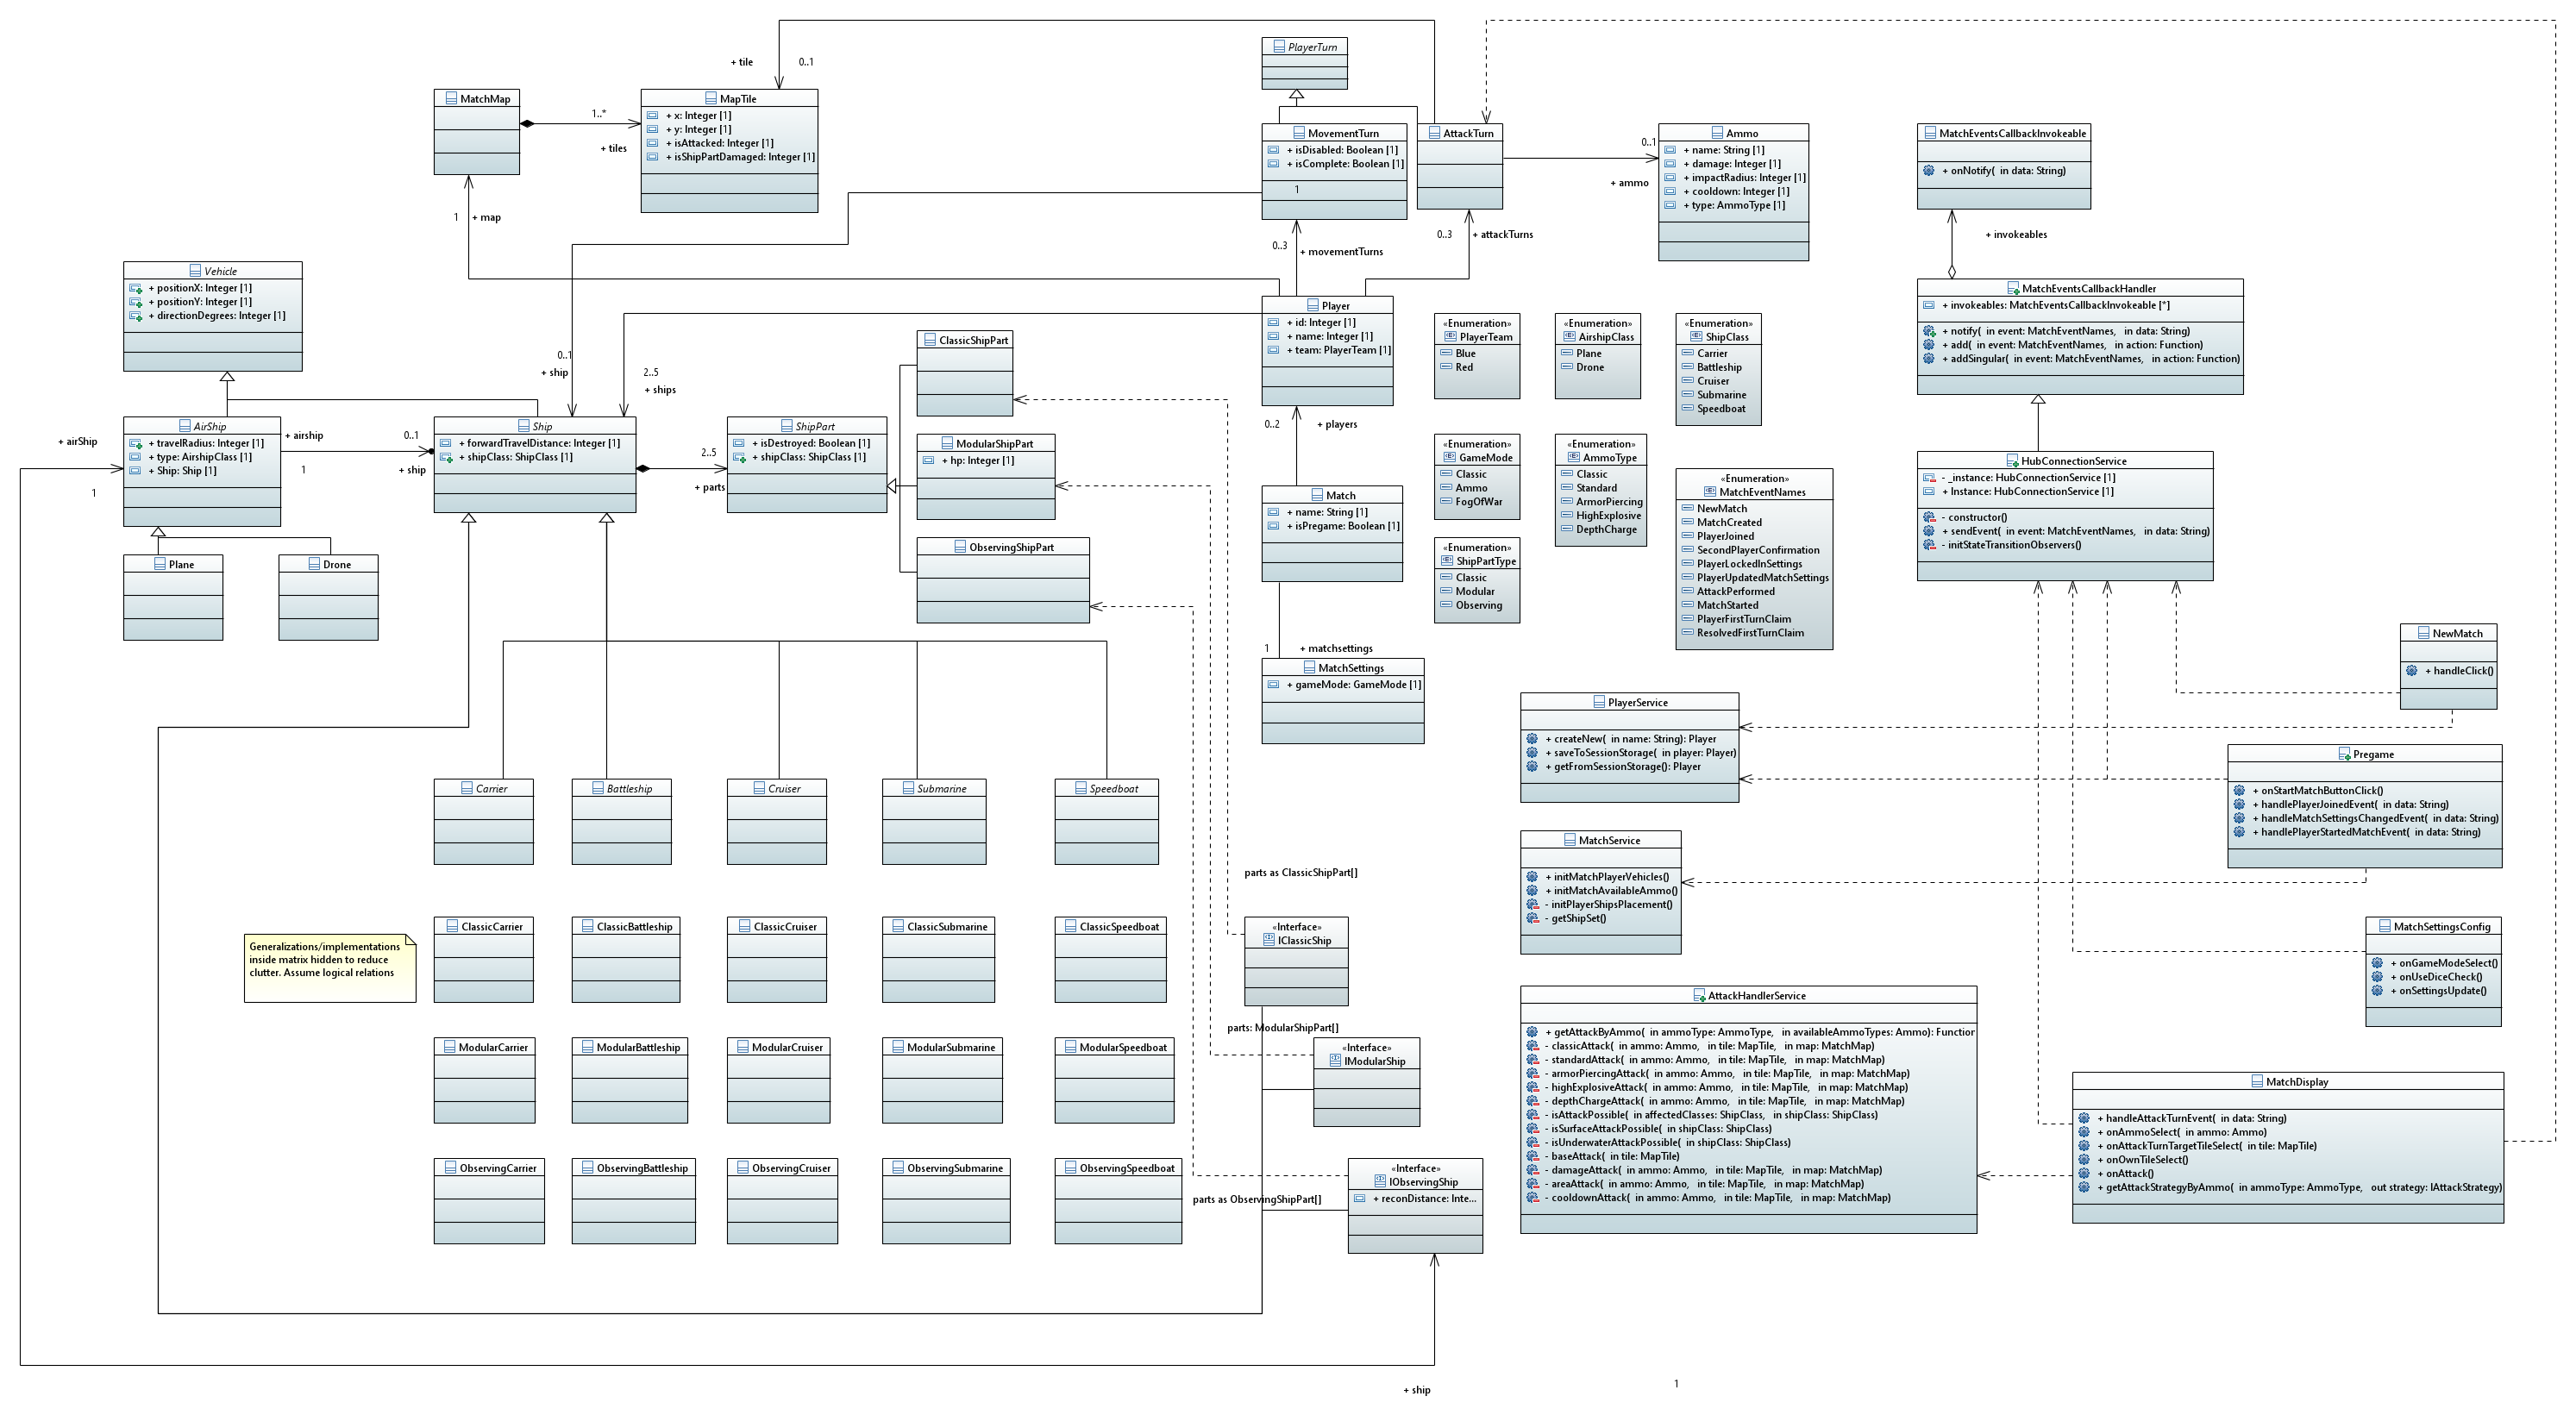 + tile
0..1
PlayerTurn
MatchMap
1..*
+ tiles
MapTile
+ x: Integer [1]
+ y: Integer [1]
+ isAttacked: Integer [1]
+ isShipPartDamaged: Integer [1]
MovementTurn
+ isDisabled: Boolean [1]
+ isComplete: Boolean [1]
1
AttackTurn
0..1
+ ammo
Ammo
+ name: String [1]
+ damage: Integer [1]
+ impactRadius: Integer [1]
+ cooldown: Integer [1]
+ type: AmmoType [1]
MatchEventsCallbackInvokeable
+ onNotify(  in data: String)
1
+ map
0..3
+ movementTurns
0..3
+ attackTurns
+ invokeables
Vehicle
+ positionX: Integer [1]
+ positionY: Integer [1]
+ directionDegrees: Integer [1]
Player
+ id: Integer [1]
+ name: Integer [1]
+ team: PlayerTeam [1]
«Enumeration»
PlayerTeam
Blue
Red
«Enumeration»
AirshipClass
Plane
Drone
«Enumeration»
ShipClass
Carrier
Battleship
Cruiser
Submarine
Speedboat
MatchEventsCallbackHandler
+ invokeables: MatchEventsCallbackInvokeable [*]
+ notify(  in event: MatchEventNames,   in data: String)
+ add(  in event: MatchEventNames,   in action: Function)
+ addSingular(  in event: MatchEventNames,   in action: Function)
ClassicShipPart
0..1
+ ship
2..5
+ ships
+ airShip
1
AirShip
+ travelRadius: Integer [1]
+ type: AirshipClass [1]
+ Ship: Ship [1]
+ airship
1
0..1
+ ship
Ship
+ forwardTravelDistance: Integer [1]
+ shipClass: ShipClass [1]
2..5
+ parts
ShipPart
+ isDestroyed: Boolean [1]
+ shipClass: ShipClass [1]
ModularShipPart
+ hp: Integer [1]
ObservingShipPart
0..2
+ players
Match
+ name: String [1]
+ isPregame: Boolean [1]
1
+ matchsettings
MatchSettings
+ gameMode: GameMode [1]
«Enumeration»
GameMode
Classic
Ammo
FogOfWar
«Enumeration»
AmmoType
Classic
Standard
ArmorPiercing
HighExplosive
DepthCharge
«Enumeration»
ShipPartType
Classic
Modular
Observing
«Enumeration»
MatchEventNames
NewMatch
MatchCreated
PlayerJoined
SecondPlayerConfirmation
PlayerLockedInSettings
PlayerUpdatedMatchSettings
AttackPerformed
MatchStarted
PlayerFirstTurnClaim
ResolvedFirstTurnClaim
HubConnectionService
- _instance: HubConnectionService [1]
+ Instance: HubConnectionService [1]
- constructor()
+ sendEvent(  in event: MatchEventNames,   in data: String)
- initStateTransitionObservers()
Plane
Drone
NewMatch
+ handleClick()
PlayerService
+ createNew(  in name: String): Player
+ saveToSessionStorage(  in player: Player)
+ getFromSessionStorage(): Player
Pregame
+ onStartMatchButtonClick()
+ handlePlayerJoinedEvent(  in data: String)
+ handleMatchSettingsChangedEvent(  in data: String)
+ handlePlayerStartedMatchEvent(  in data: String)
Carrier
Battleship
Cruiser
Submarine
Speedboat
MatchService
+ initMatchPlayerVehicles()
+ initMatchAvailableAmmo()
- initPlayerShipsPlacement()
- getShipSet()
parts as ClassicShipPart[]
Generalizations/implementations
inside matrix hidden to reduce
clutter. Assume logical relations
ClassicCarrier
ClassicBattleship
ClassicCruiser
ClassicSubmarine
ClassicSpeedboat
«Interface»
IClassicShip
MatchSettingsConfig
+ onGameModeSelect()
+ onUseDiceCheck()
+ onSettingsUpdate()
parts: ModularShipPart[]
ModularCarrier
ModularBattleship
ModularCruiser
ModularSubmarine
ModularSpeedboat
«Interface»
IModularShip
AttackHandlerService
+ getAttackByAmmo(  in ammoType: AmmoType,   in availableAmmoTypes: Ammo): Function
- classicAttack(  in ammo: Ammo,   in tile: MapTile,   in map: MatchMap)
- standardAttack(  in ammo: Ammo,   in tile: MapTile,   in map: MatchMap)
- armorPiercingAttack(  in ammo: Ammo,   in tile: MapTile,   in map: MatchMap)
- highExplosiveAttack(  in ammo: Ammo,   in tile: MapTile,   in map: MatchMap)
- depthChargeAttack(  in ammo: Ammo,   in tile: MapTile,   in map: MatchMap)
- isAttackPossible(  in affectedClasses: ShipClass,   in shipClass: ShipClass)
- isSurfaceAttackPossible(  in shipClass: ShipClass)
- isUnderwaterAttackPossible(  in shipClass: ShipClass)
- baseAttack(  in tile: MapTile)
- damageAttack(  in ammo: Ammo,   in tile: MapTile,   in map: MatchMap)
- areaAttack(  in ammo: Ammo,   in tile: MapTile,   in map: MatchMap)
- cooldownAttack(  in ammo: Ammo,   in tile: MapTile,   in map: MatchMap)
MatchDisplay
+ handleAttackTurnEvent(  in data: String)
+ onAmmoSelect(  in ammo: Ammo)
+ onAttackTurnTargetTileSelect(  in tile: MapTile)
+ onOwnTileSelect()
+ onAttack()
+ getAttackStrategyByAmmo(  in ammoType: AmmoType,   out strategy: IAttackStrategy)
ObservingCarrier
ObservingBattleship
ObservingCruiser
ObservingSubmarine
ObservingSpeedboat
parts as ObservingShipPart[]
«Interface»
IObservingShip
+ reconDistance: Inte...
+ ship
1